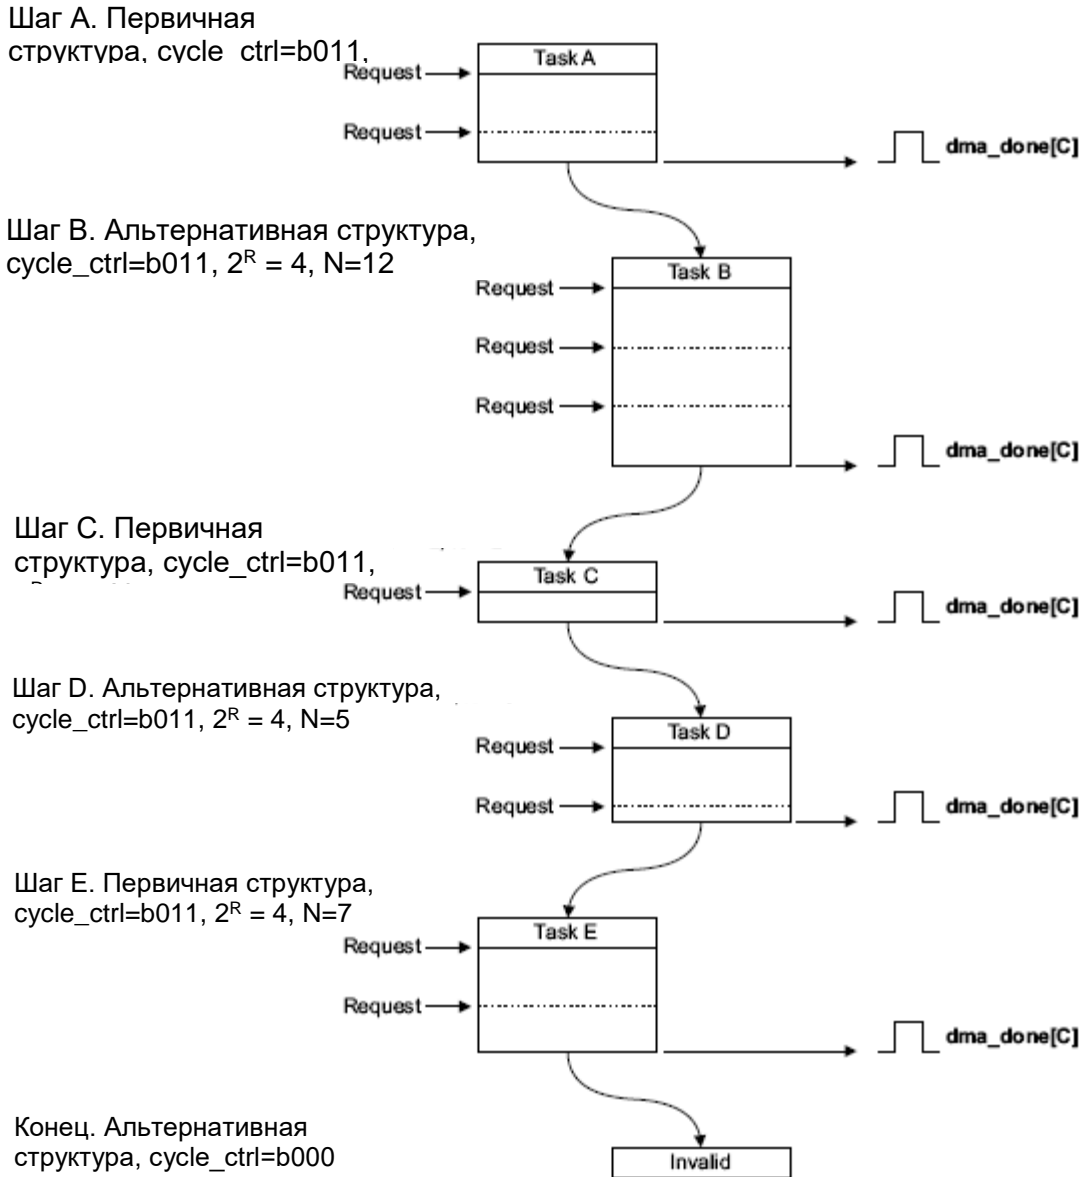 Шаг A. Первичная
структура, cycle_ctrl=b011,
Task A
Request
Request
dma_done[C]
Шаг B. Альтернативная структура,
cycle_ctrl=b011, 2ᴿ = 4, N=12
Task B
Request
Request
Request
dma_done[C]
Шаг C. Первичная
структура, cycle_ctrl=b011,
Task C
Request
dma_done[C]
Шаг D. Альтернативная структура,
cycle_ctrl=b011, 2ᴿ = 4, N=5
Task D
Request
Request
dma_done[C]
Шаг E. Первичная структура,
cycle_ctrl=b011, 2ᴿ = 4, N=7
Task E
Request
Request
dma_done[C]
Конец. Альтернативная
структура, cycle_ctrl=b000
Invalid